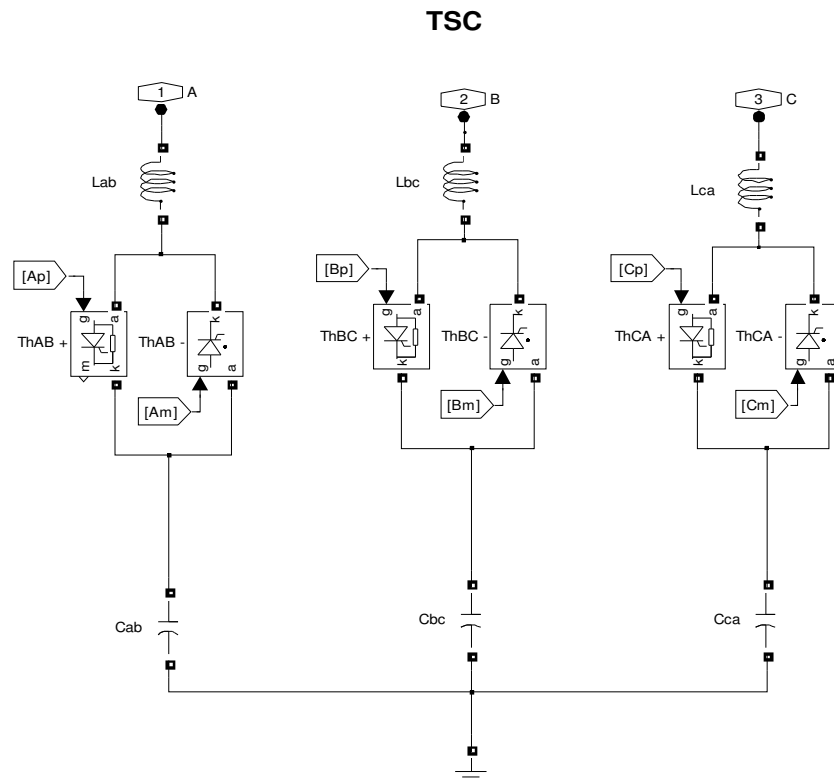 TSC
1 A
2 B
3 C
Lab
Lbc
Lca
[Ap]
[Bp]
[Cp]
g a k
g a k
g a k
ThAB +
ThAB -
ThBC +
ThBC -
ThCA +
ThCA -
m k g a
k g a
k g a
[Am]
[Bm]
[Cm]
Cab
Cbc
Cca